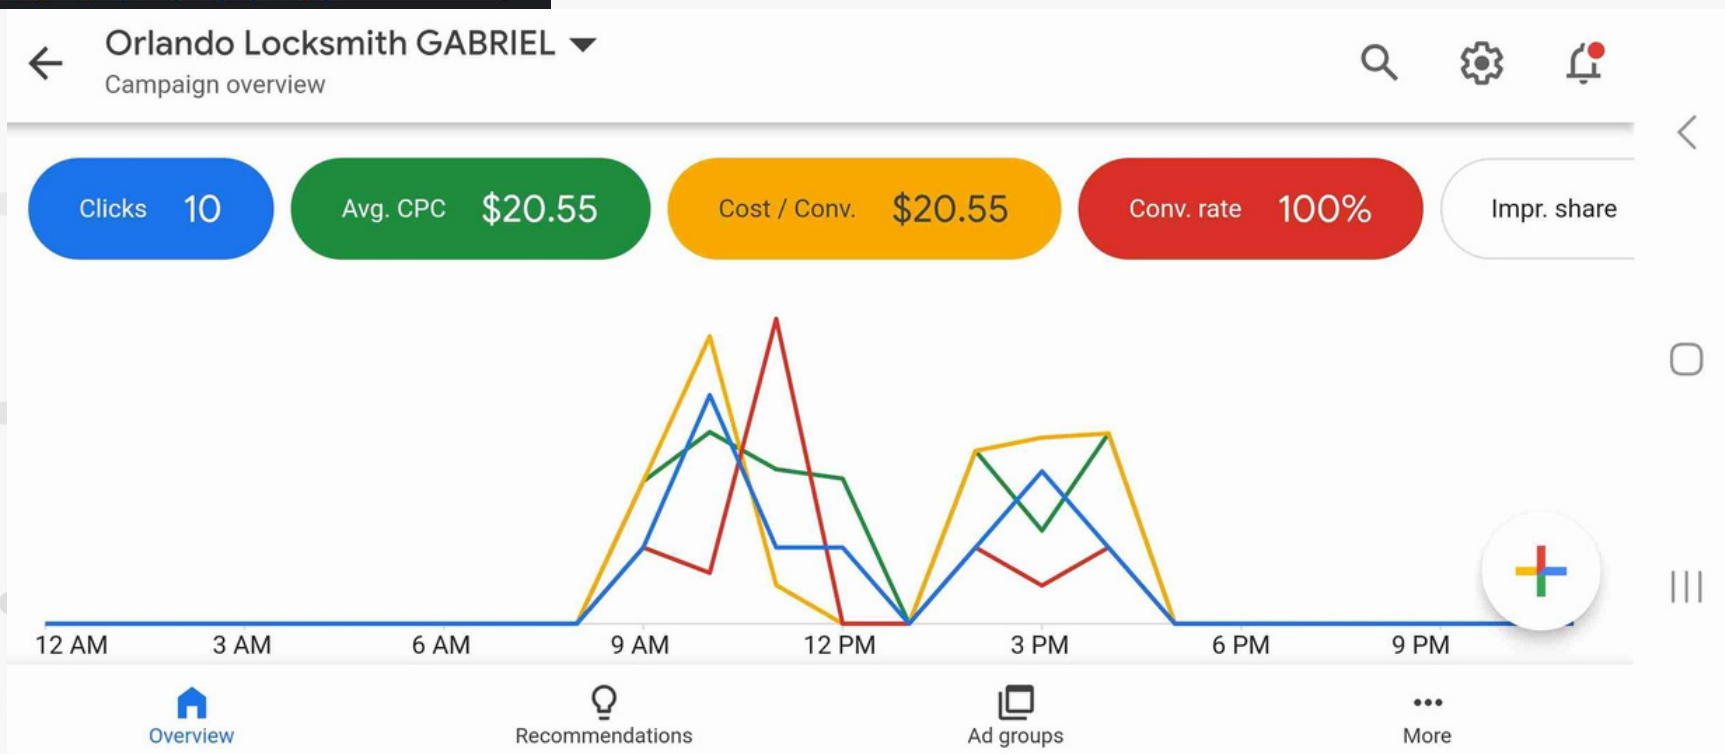 Orlando Locksmith GABRIEL
Campaign overview
Clicks 10
Avg. CPC $20.55
Cost / Conv. $20.55
Conv. rate 100%
Impr. share
12 AM 3 AM 6 AM 9 AM 12 PM 3 PM 6 PM 9 PM
Overview
Recommendations
Ad groups
More